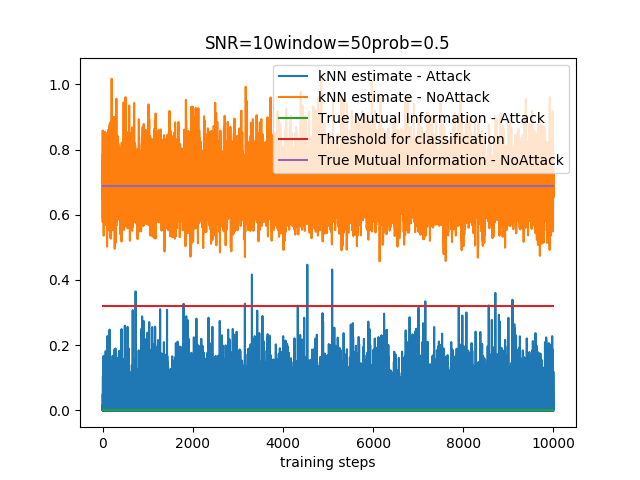 SNR=10window=50prob=0.5
kNN estimate - Attack
kNN estimate - NoAttack
True Mutual Information - Attack
Threshold for classification
True Mutual Information - NoAttack
1.0
0.8
0.6
0.4
0.2
0.0
0 2000 4000 6000 8000 10000
training steps